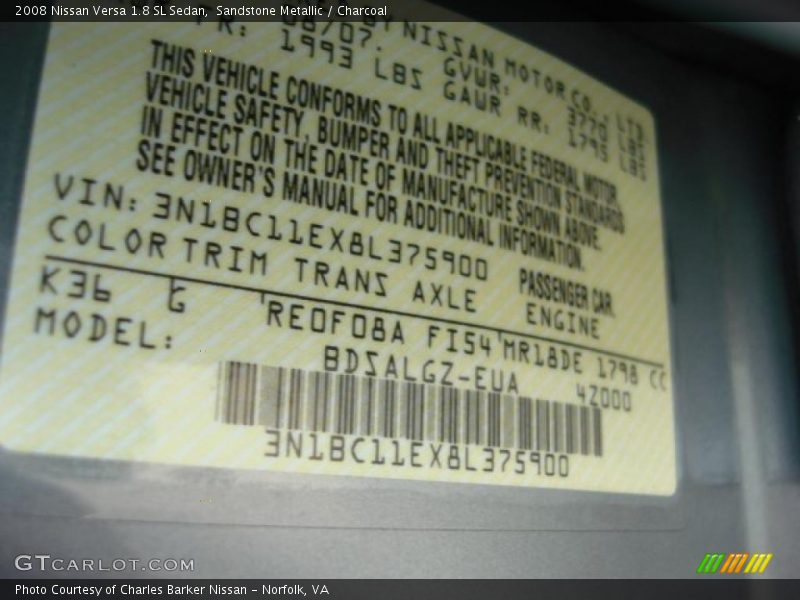 2008 Nissan Versa 1.8 SL Sedan,  Sandstone Metallic / Charcoal
08/07. NISSAN MOTOR CO., LTD
FR: 1993 LBS GVWR: 3770 LBS
GAWR RR: 1795 LBS
THIS VEHICLE CONFORMS TO ALL APPLICABLE FEDERAL MOTOR
VEHICLE SAFETY, BUMPER AND THEFT PREVENTION STANDARDS
IN EFFECT ON THE DATE OF MANUFACTURE SHOWN ABOVE.
SEE OWNER'S MANUAL FOR ADDITIONAL INFORMATION.
VIN: 3N1BC11EX8L375900 PASSENGER CAR
COLOR TRIM TRANS AXLE ENGINE
K36 G RE0F08A FI54 MR18DE 1798 CC
MODEL: BDSALGZ-EUA 42000
3N1BC11EX8L375900
GTCARLOT.COM
Photo Courtesy of Charles Barker Nissan - Norfolk, VA